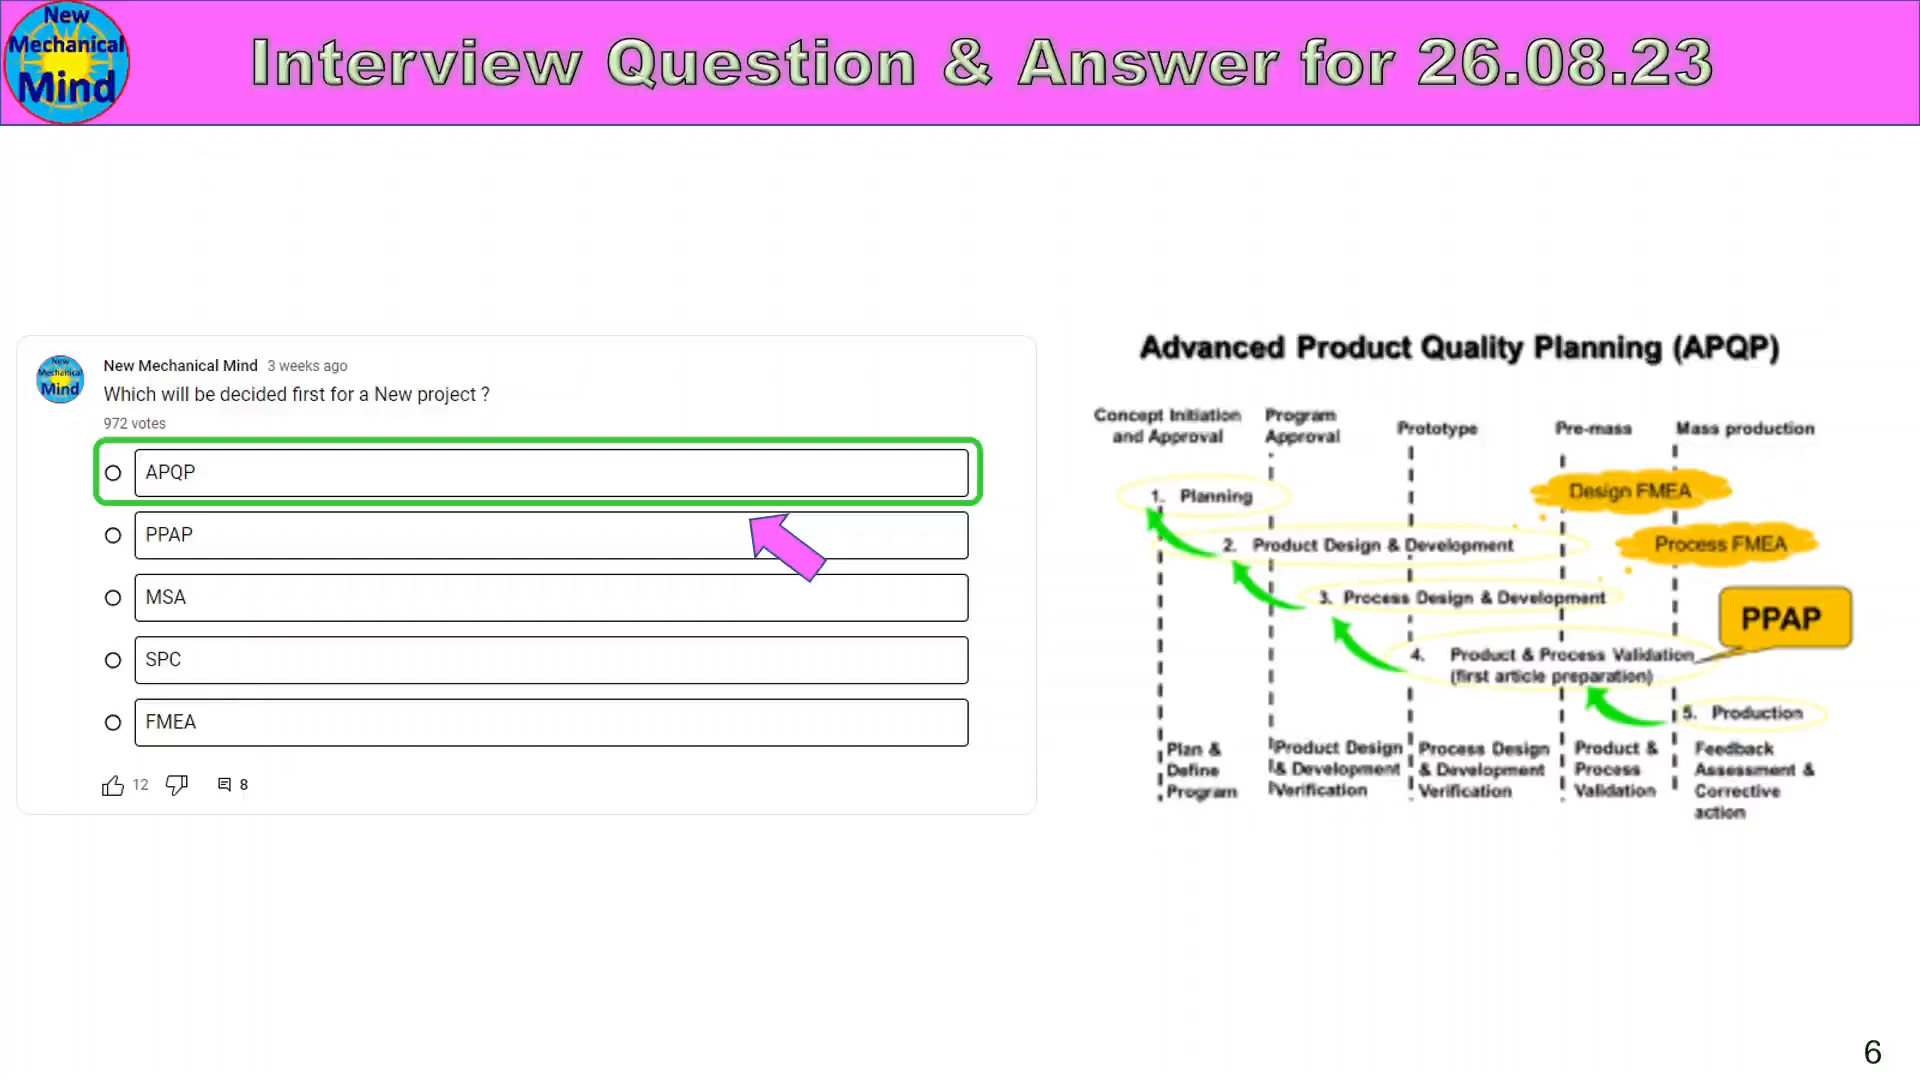 New
Mechanical
Mind
Interview Question & Answer for 26.08.23
New
Mechanical
Mind
New Mechanical Mind 3 weeks ago
Which will be decided first for a New project ?
972 votes
APQP
PPAP
MSA
SPC
FMEA
12
8
Advanced Product Quality Planning (APQP)
Concept Initiation
and Approval
Program
Approval
Prototype
Pre-mass
Mass production
1. Planning
Design FMEA
2. Product Design & Development
Process FMEA
3. Process Design & Development
PPAP
4. Product & Process Validation
(first article preparation)
5. Production
Plan &
Define
Program
Product Design
& Development
Verification
Process Design
& Development
Verification
Product &
Process
Validation
Feedback
Assessment &
Corrective
action
6